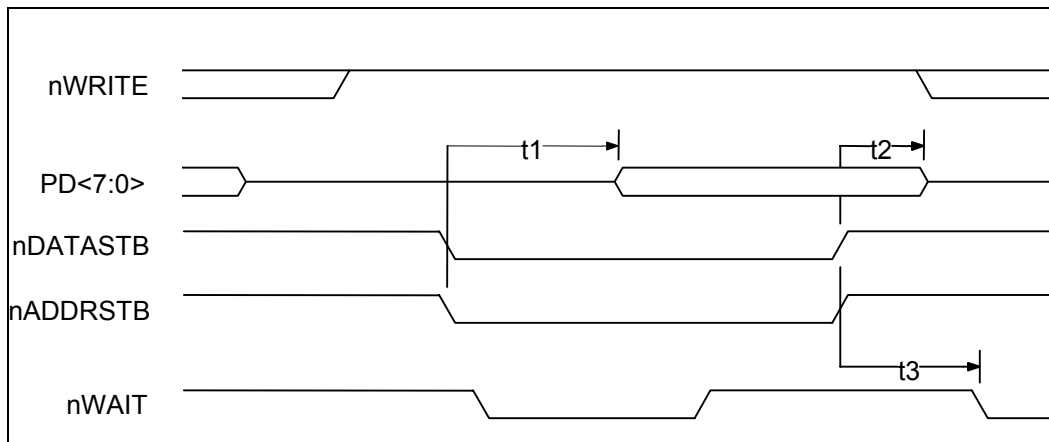 nWRITE
t1
t2
PD<7:0>
nDATASTB
nADDRSTB
t3
nWAIT